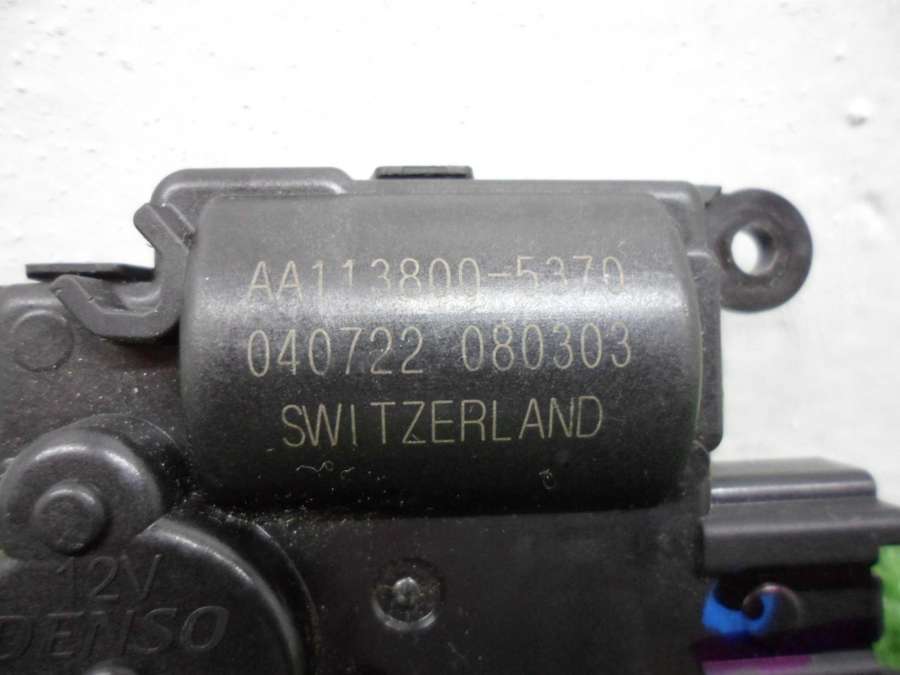 AA113800-5370
040722 080303
SWITZERLAND
12V
DENSO